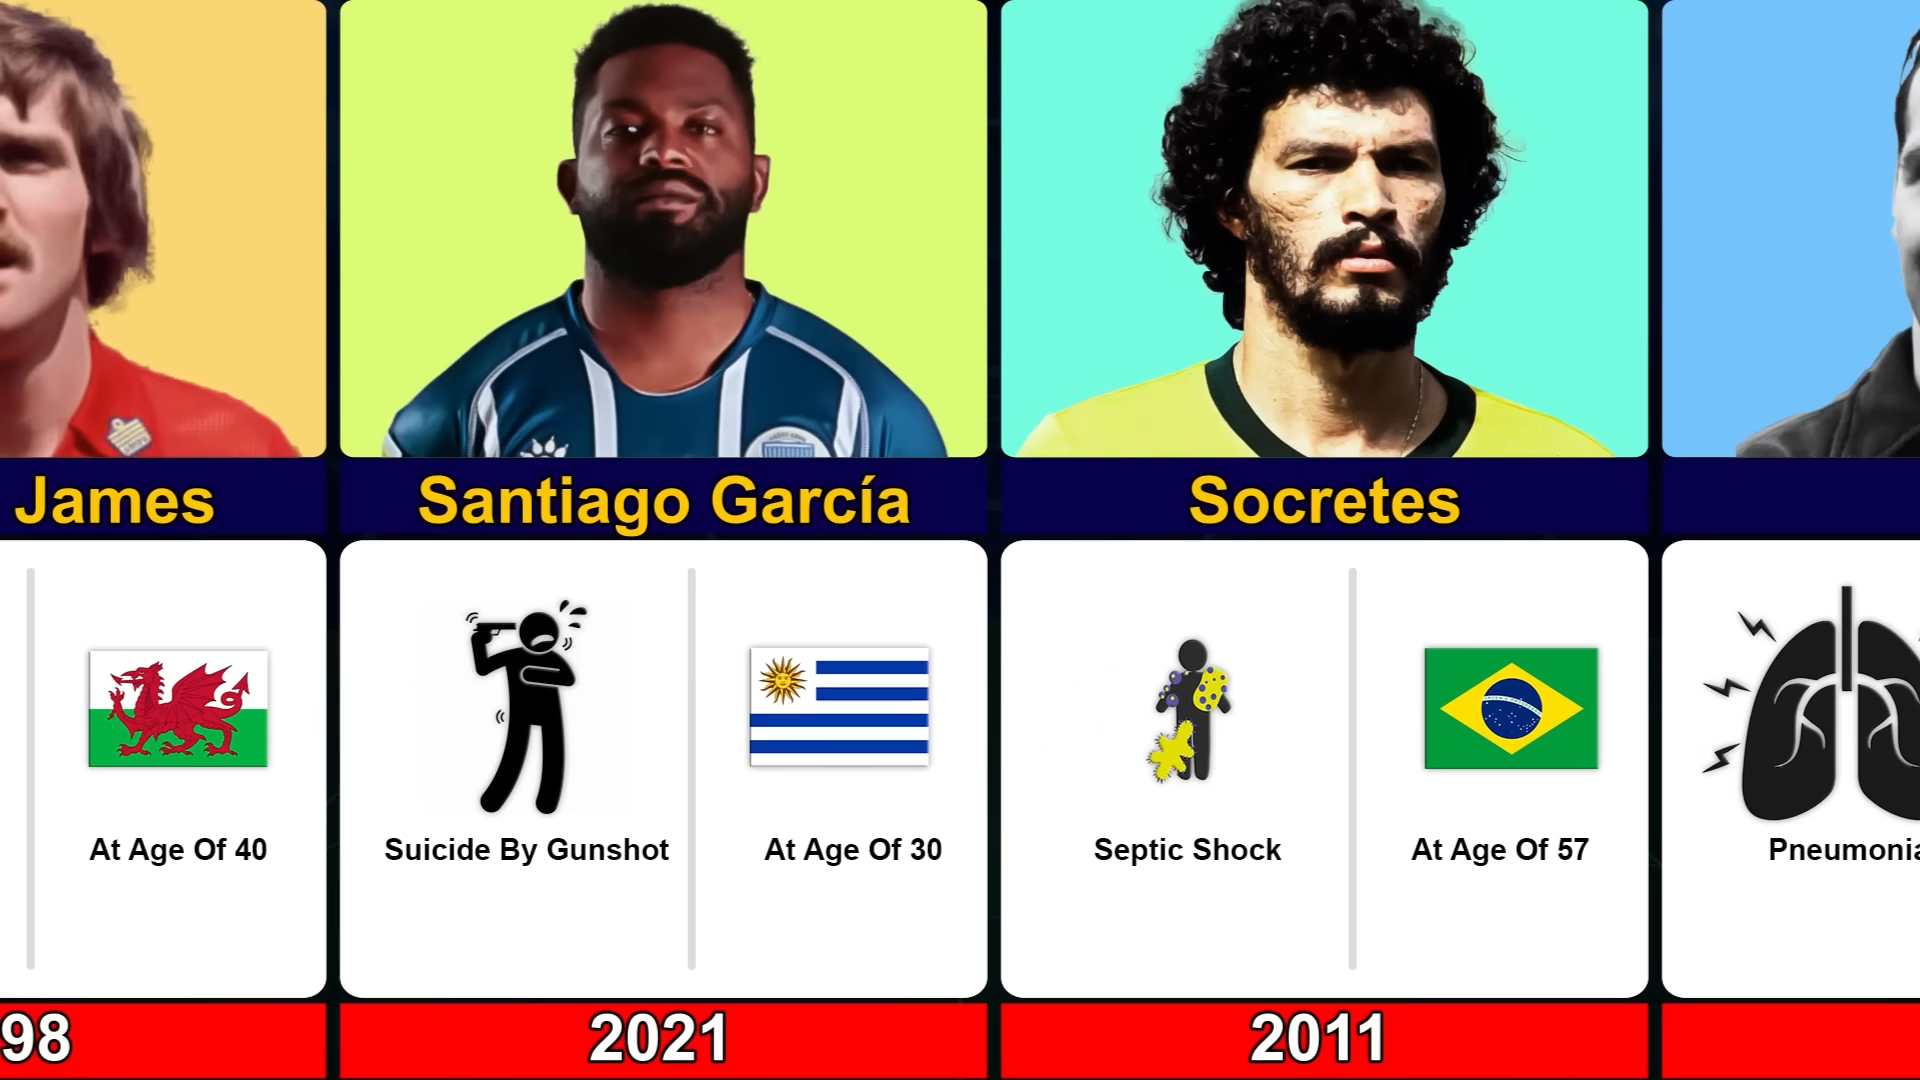 James
Santiago García
Socretes
At Age Of 40
Suicide By Gunshot
At Age Of 30
Septic Shock
At Age Of 57
Pneumonia
98
2021
2011